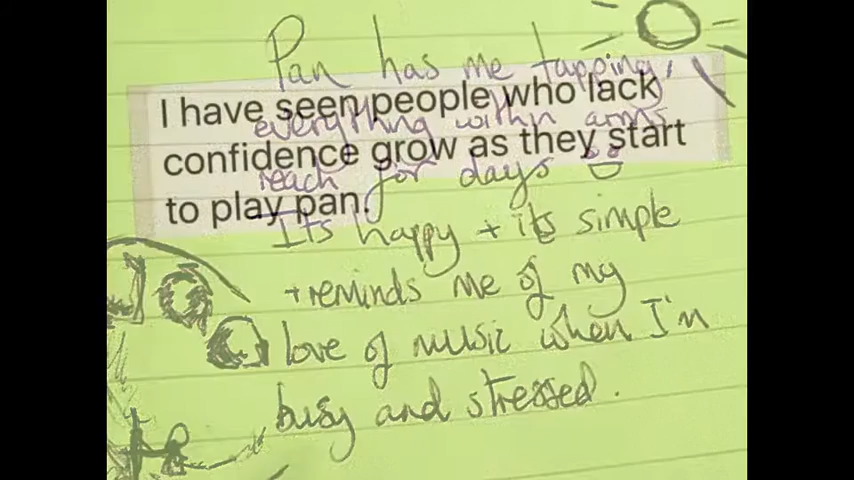 Pan has me tapping
everything within arms
reach for days
Its happy + its simple
+reminds me of my
love of music when I'm
busy and stressed.
I have seen people who lack
confidence grow as they start
to play pan.